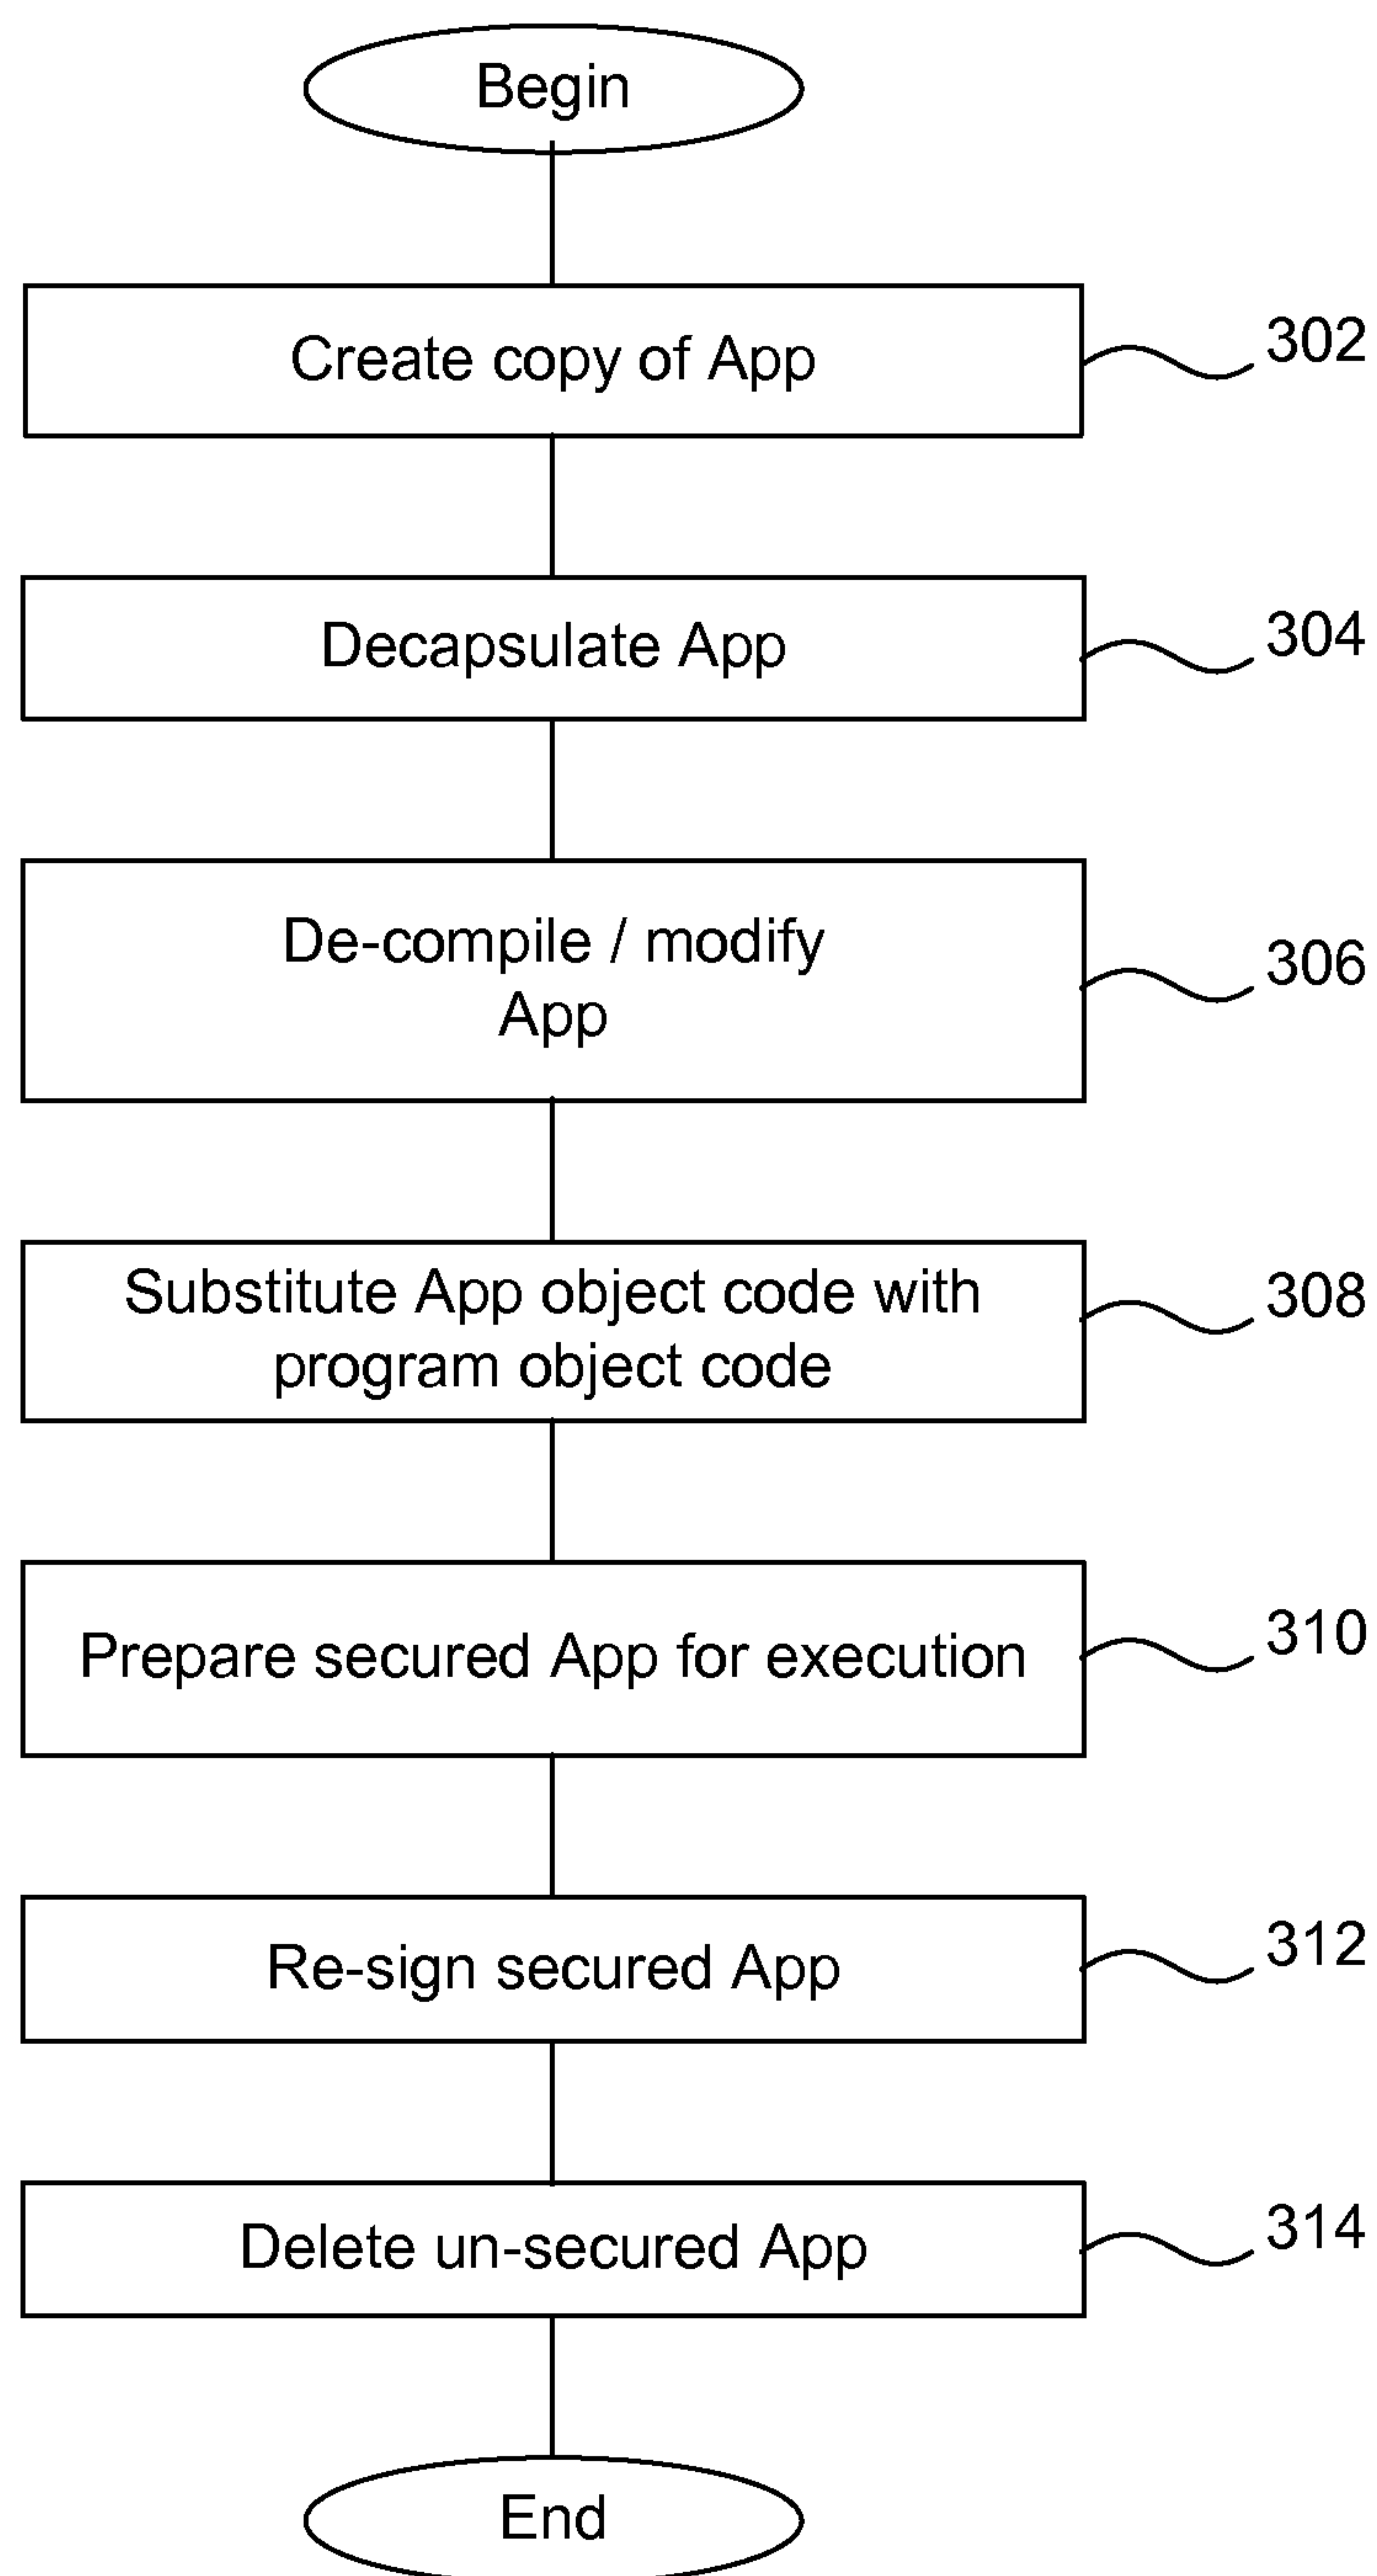 Begin
Create copy of App
302
Decapsulate App
304
De-compile / modify
App
306
Substitute App object code with
program object code
308
Prepare secured App for execution
310
Re-sign secured App
312
Delete un-secured App
314
End